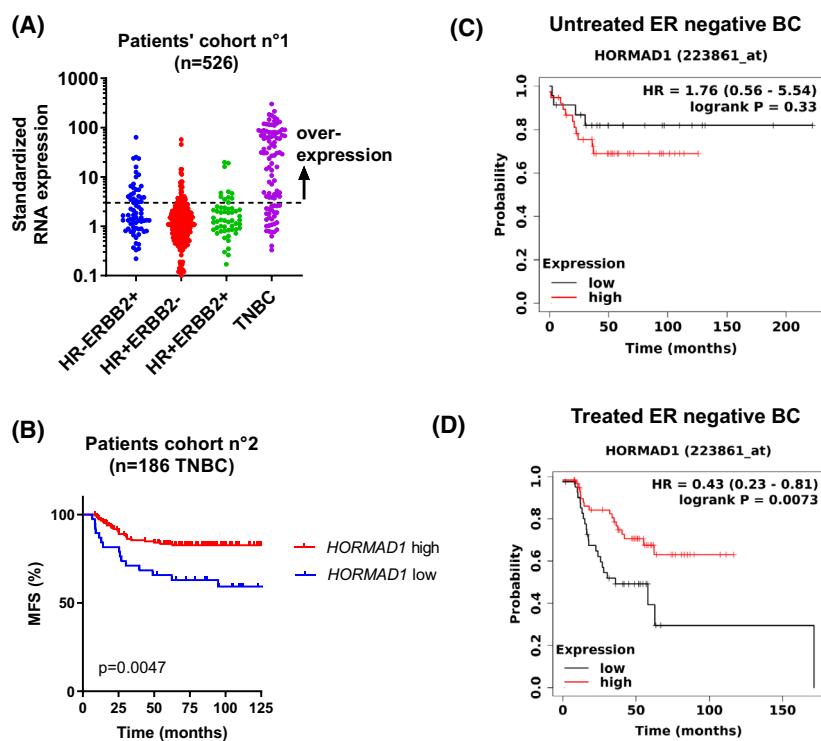 (A)
Patients' cohort n°1
(n=526)
Standardized
RNA expression
1000
100
10
1
0.1
over-
expression
HR-ERBB2+
HR+ERBB2-
HR+ERBB2+
TNBC
(B)
Patients cohort n°2
(n=186 TNBC)
MFS (%)
100
50
0
0
25
50
75
100
125
Time (months)
p=0.0047
HORMAD1 high
HORMAD1 low
(C)
Untreated ER negative BC
HORMAD1 (223861_at)
HR = 1.76 (0.56 - 5.54)
logrank P = 0.33
Probability
1.0
0.8
0.6
0.4
0.2
0.0
Expression
low
high
0
50
100
150
200
Time (months)
(D)
Treated ER negative BC
HORMAD1 (223861_at)
HR = 0.43 (0.23 - 0.81)
logrank P = 0.0073
Probability
1.0
0.8
0.6
0.4
0.2
0.0
Expression
low
high
0
50
100
150
Time (months)